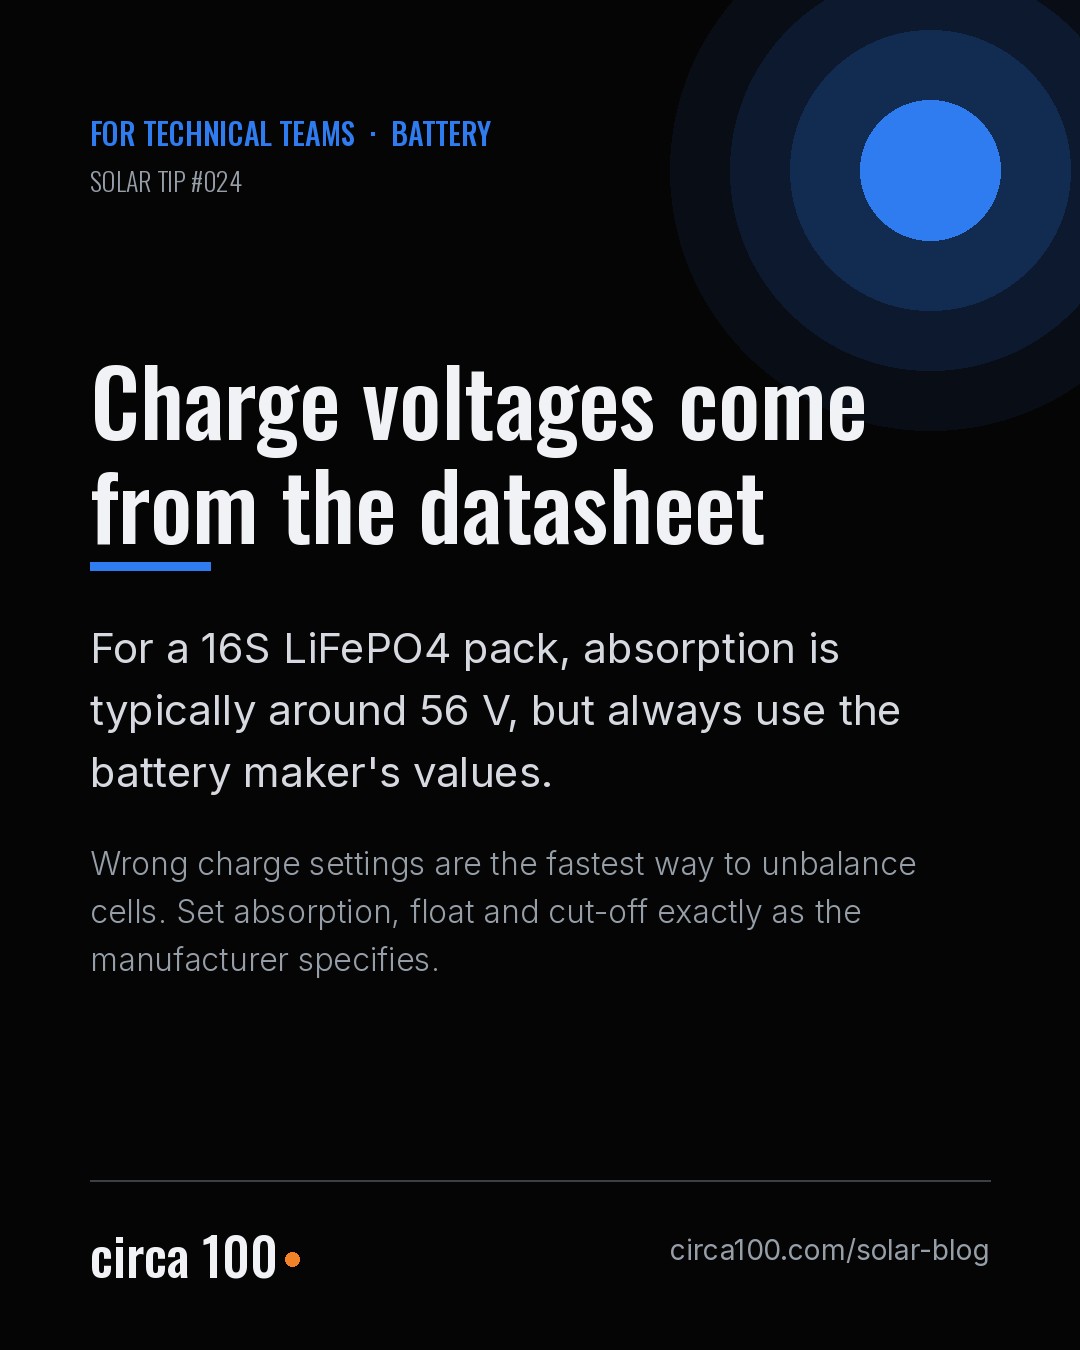 FOR TECHNICAL TEAMS · BATTERY
SOLAR TIP #024
Charge voltages come
from the datasheet
For a 16S LiFePO4 pack, absorption is
typically around 56 V, but always use the
battery maker's values.
Wrong charge settings are the fastest way to unbalance
cells. Set absorption, float and cut-off exactly as the
manufacturer specifies.
circa 100
circa100.com/solar-blog